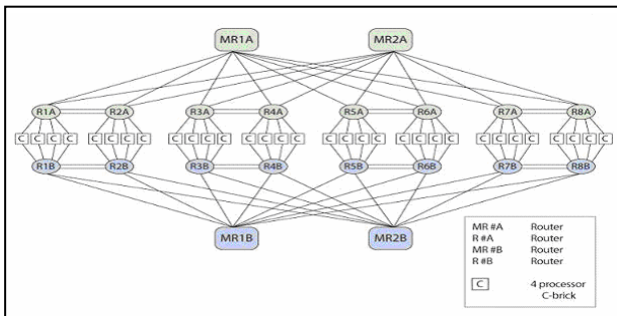 MR1A MR2A
R1A R2A R3A R4A R5A R6A R7A R8A
C C C C C C C C C C C C C C C C C C C C C C C C C C C C C C C C
R1B R2B R3B R4B R5B R6B R7B R8B
MR1B MR2B
MR #A Router
R #A Router
MR #B Router
R #B Router
C 4 processor
C-brick